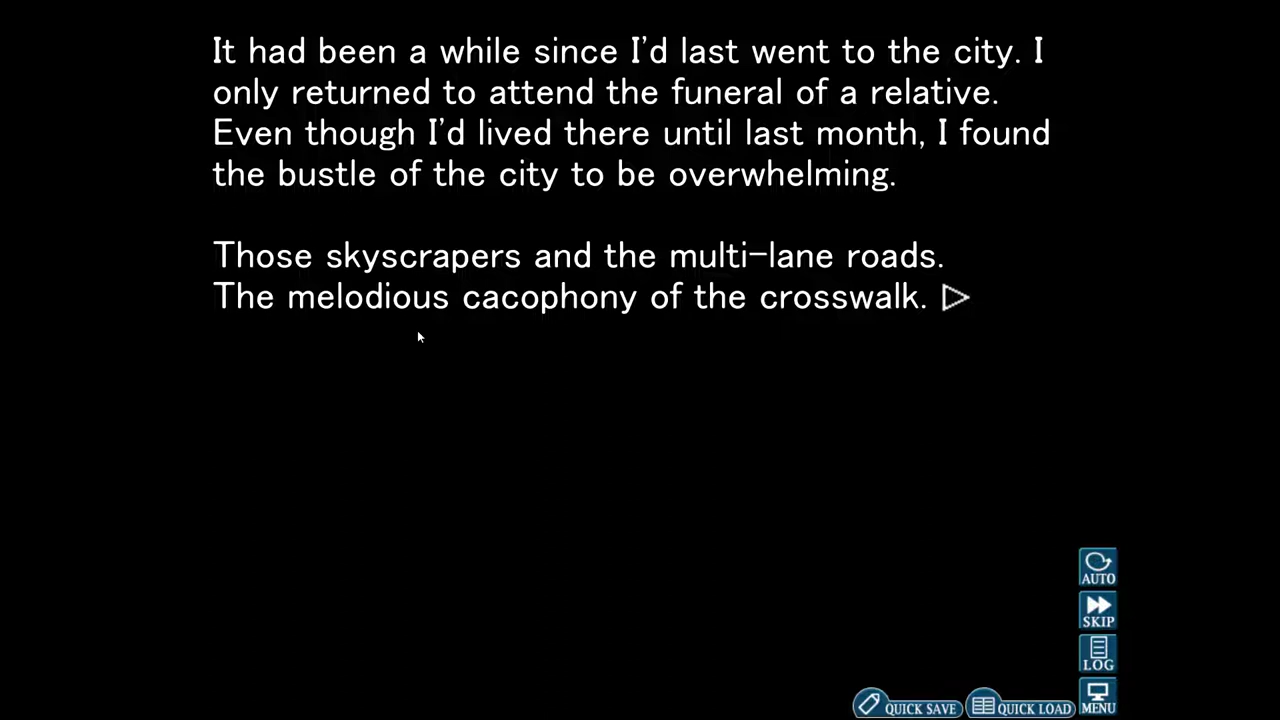 It had been a while since I'd last went to the city. I
only returned to attend the funeral of a relative.
Even though I'd lived there until last month, I found
the bustle of the city to be overwhelming.
Those skyscrapers and the multi-lane roads.
The melodious cacophony of the crosswalk.
AUTO
SKIP
LOG
MENU
QUICK SAVE
QUICK LOAD